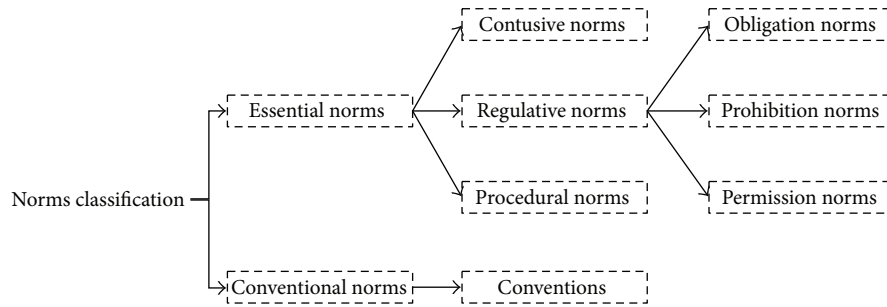 Contusive norms
Obligation norms
Essential norms
Regulative norms
Prohibition norms
Norms classification
Procedural norms
Permission norms
Conventional norms
Conventions